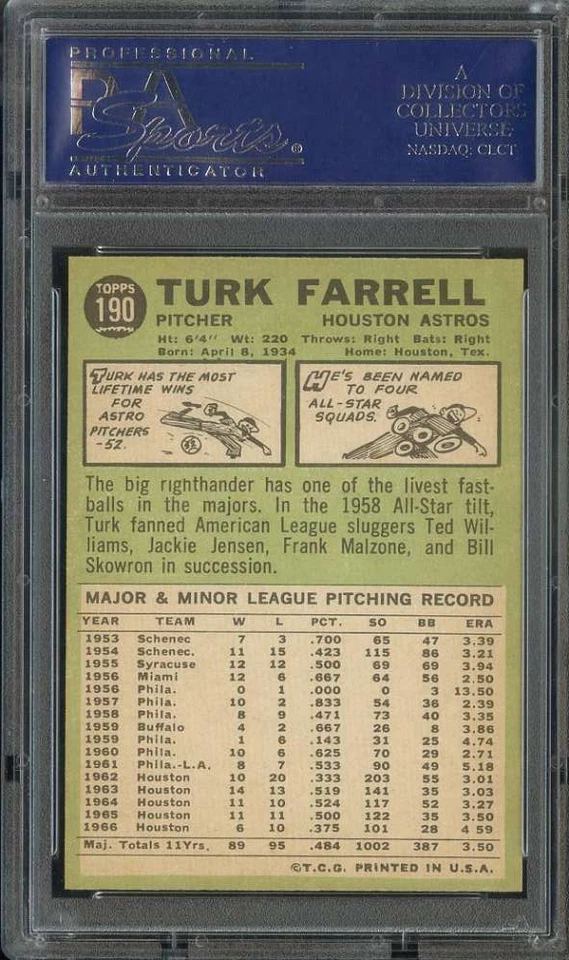 PROFESSIONAL
PSA
Sports®
AUTHENTICATOR
A
DIVISION OF
COLLECTORS
UNIVERSE
NASDAQ: CLCT
TOPPS
190
TURK FARRELL
PITCHER HOUSTON ASTROS
Ht: 6'4" Wt: 220 Throws: Right Bats: Right
Born: April 8, 1934 Home: Houston, Tex.
TURK HAS THE MOST
LIFETIME WINS
FOR
ASTRO
PITCHERS
-52.
HE'S BEEN NAMED
TO FOUR
ALL-STAR
SQUADS.
The big righthander has one of the livest fast-
balls in the majors. In the 1958 All-Star tilt,
Turk fanned American League sluggers Ted Wil-
liams, Jackie Jensen, Frank Malzone, and Bill
Skowron in succession.
MAJOR & MINOR LEAGUE PITCHING RECORD
YEAR TEAM W L PCT. SO BB ERA
1953 Schenec 7 3 .700 65 47 3.39
1954 Schenec. 11 15 .423 115 86 3.21
1955 Syracuse 12 12 .500 69 69 3.94
1956 Miami 12 6 .667 64 56 2.50
1956 Phila. 0 1 .000 0 3 13.50
1957 Phila. 10 2 .833 54 36 2.39
1958 Phila. 8 9 .471 73 40 3.35
1959 Buffalo 4 2 .667 26 8 3.86
1959 Phila. 1 6 .143 31 25 4.74
1960 Phila. 10 6 .625 70 29 2.71
1961 Phila.-L.A. 8 7 .533 90 49 5.18
1962 Houston 10 20 .333 203 55 3.01
1963 Houston 14 13 .519 141 35 3.03
1964 Houston 11 10 .524 117 52 3.27
1965 Houston 11 11 .500 122 35 3.50
1966 Houston 6 10 .375 101 28 4 59
Maj. Totals 11Yrs. 89 95 .484 1002 387 3.50
©T.C.G. PRINTED IN U.S.A.